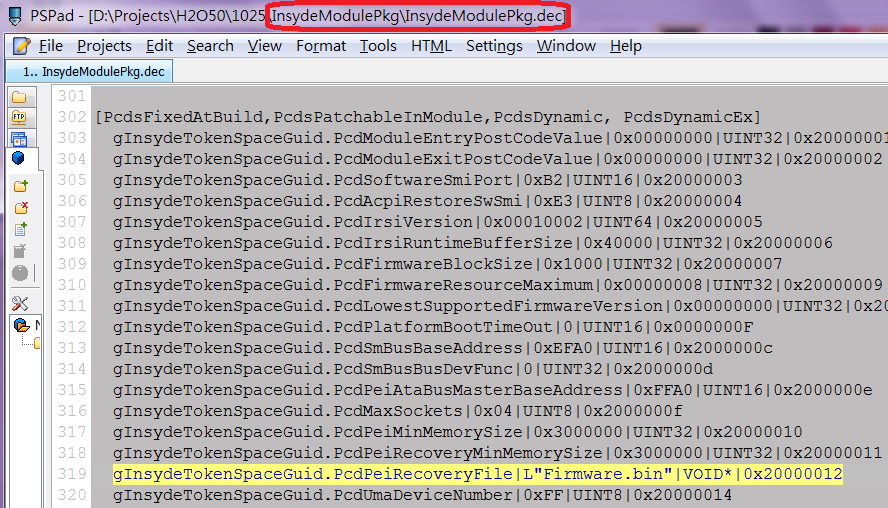 PSPad - [D:\Projects\H2O50\1025\InsydeModulePkg\InsydeModulePkg.dec]
File Projects Edit Search View Format Tools HTML Settings Window Help
1.. InsydeModulePkg.dec
301
302 [PcdsFixedAtBuild,PcdsPatchableInModule,PcdsDynamic, PcdsDynamicEx]
303 gInsydeTokenSpaceGuid.PcdModuleEntryPostCodeValue|0x00000000|UINT32|0x20000001
304 gInsydeTokenSpaceGuid.PcdModuleExitPostCodeValue|0x00000000|UINT32|0x20000002
305 gInsydeTokenSpaceGuid.PcdSoftwareSmiPort|0xB2|UINT16|0x20000003
306 gInsydeTokenSpaceGuid.PcdAcpiRestoreSwSmi|0xE3|UINT8|0x20000004
307 gInsydeTokenSpaceGuid.PcdIrsiVersion|0x00010002|UINT64|0x20000005
308 gInsydeTokenSpaceGuid.PcdIrsiRuntimeBufferSize|0x40000|UINT32|0x20000006
309 gInsydeTokenSpaceGuid.PcdFirmwareBlockSize|0x1000|UINT32|0x20000007
310 gInsydeTokenSpaceGuid.PcdFirmwareResourceMaximum|0x00000008|UINT32|0x20000009
311 gInsydeTokenSpaceGuid.PcdLowestSupportedFirmwareVersion|0x00000000|UINT32|0x20
312 gInsydeTokenSpaceGuid.PcdPlatformBootTimeOut|0|UINT16|0x0000000F
313 gInsydeTokenSpaceGuid.PcdSmBusBaseAddress|0xEFA0|UINT16|0x2000000c
314 gInsydeTokenSpaceGuid.PcdSmBusBusDevFunc|0|UINT32|0x2000000d
315 gInsydeTokenSpaceGuid.PcdPeiAtaBusMasterBaseAddress|0xFFA0|UINT16|0x2000000e
316 gInsydeTokenSpaceGuid.PcdMaxSockets|0x04|UINT8|0x2000000f
317 gInsydeTokenSpaceGuid.PcdPeiMinMemorySize|0x3000000|UINT32|0x20000010
318 gInsydeTokenSpaceGuid.PcdPeiRecoveryMinMemorySize|0x3000000|UINT32|0x20000011
319 gInsydeTokenSpaceGuid.PcdPeiRecoveryFile|L"Firmware.bin"|VOID*|0x20000012
320 gInsydeTokenSpaceGuid.PcdUmaDeviceNumber|0xFF|UINT8|0x20000014